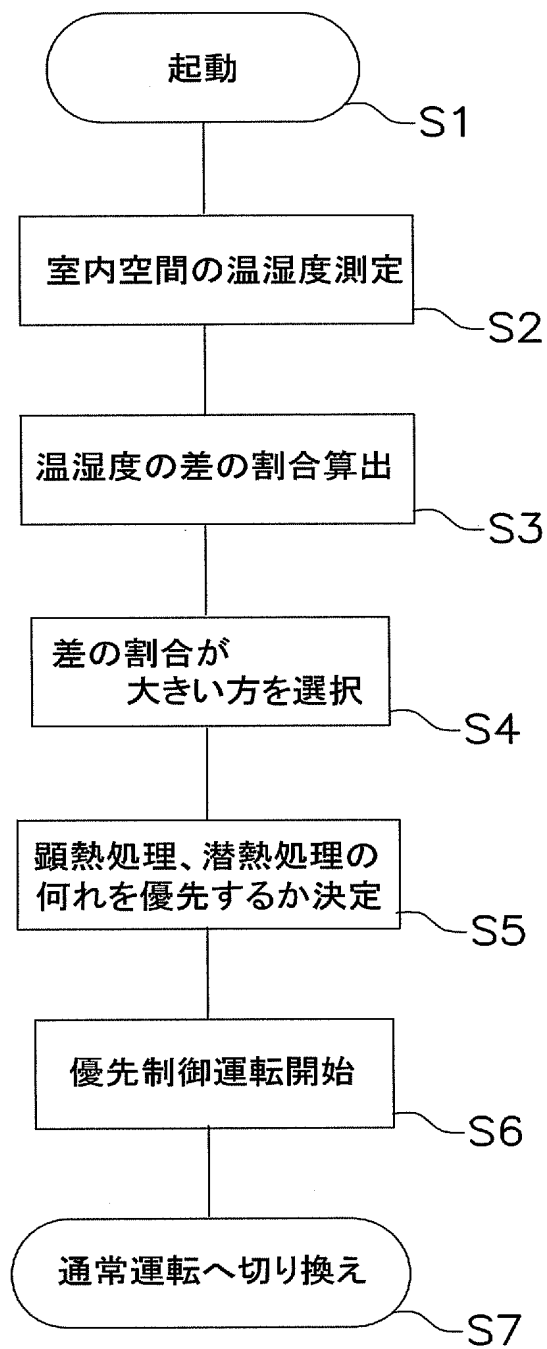 起動
S1
室内空間の温湿度測定
S2
温湿度の差の割合算出
S3
差の割合が
大きい方を選択
S4
顕熱処理、潜熱処理の
何れを優先するか決定
S5
優先制御運転開始
S6
通常運転へ切り換え
S7